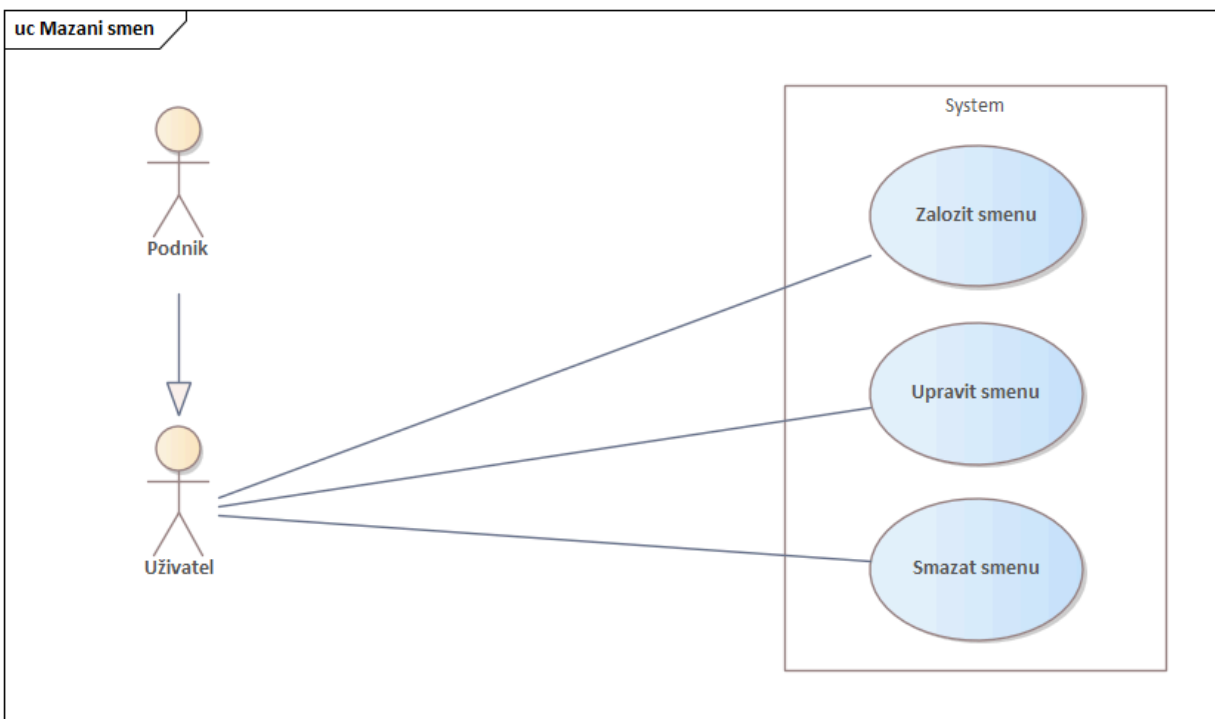 uc Mazani smen
System
Zalozit smenu
Podnik
Upravit smenu
Uživatel
Smazat smenu